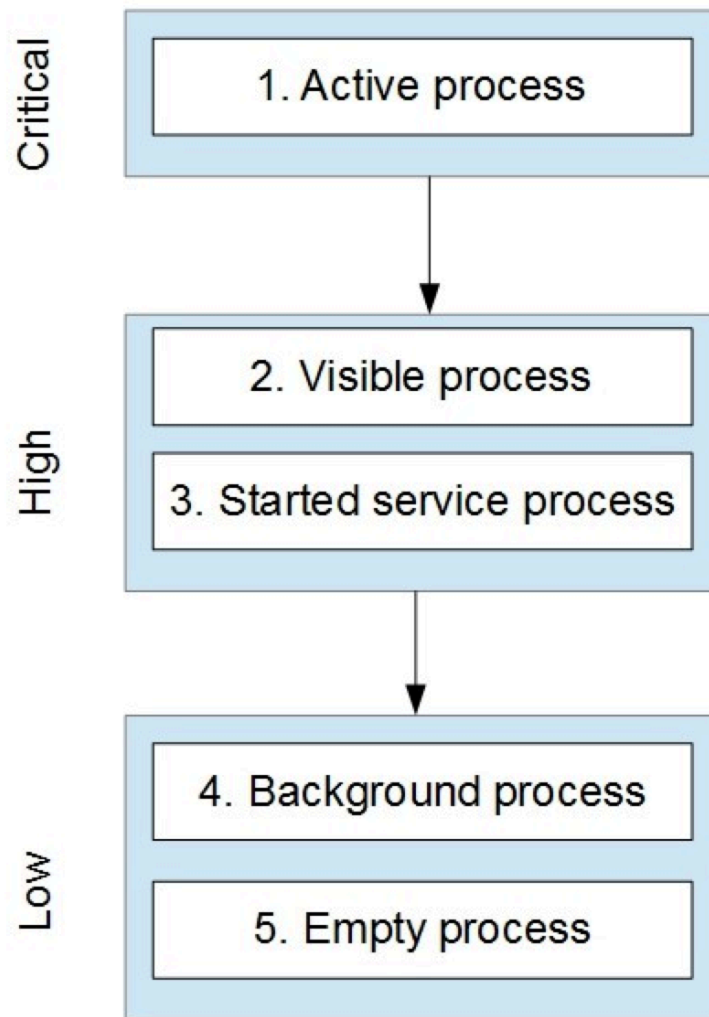 Critical
1. Active process
High
2. Visible process
3. Started service process
Low
4. Background process
5. Empty process